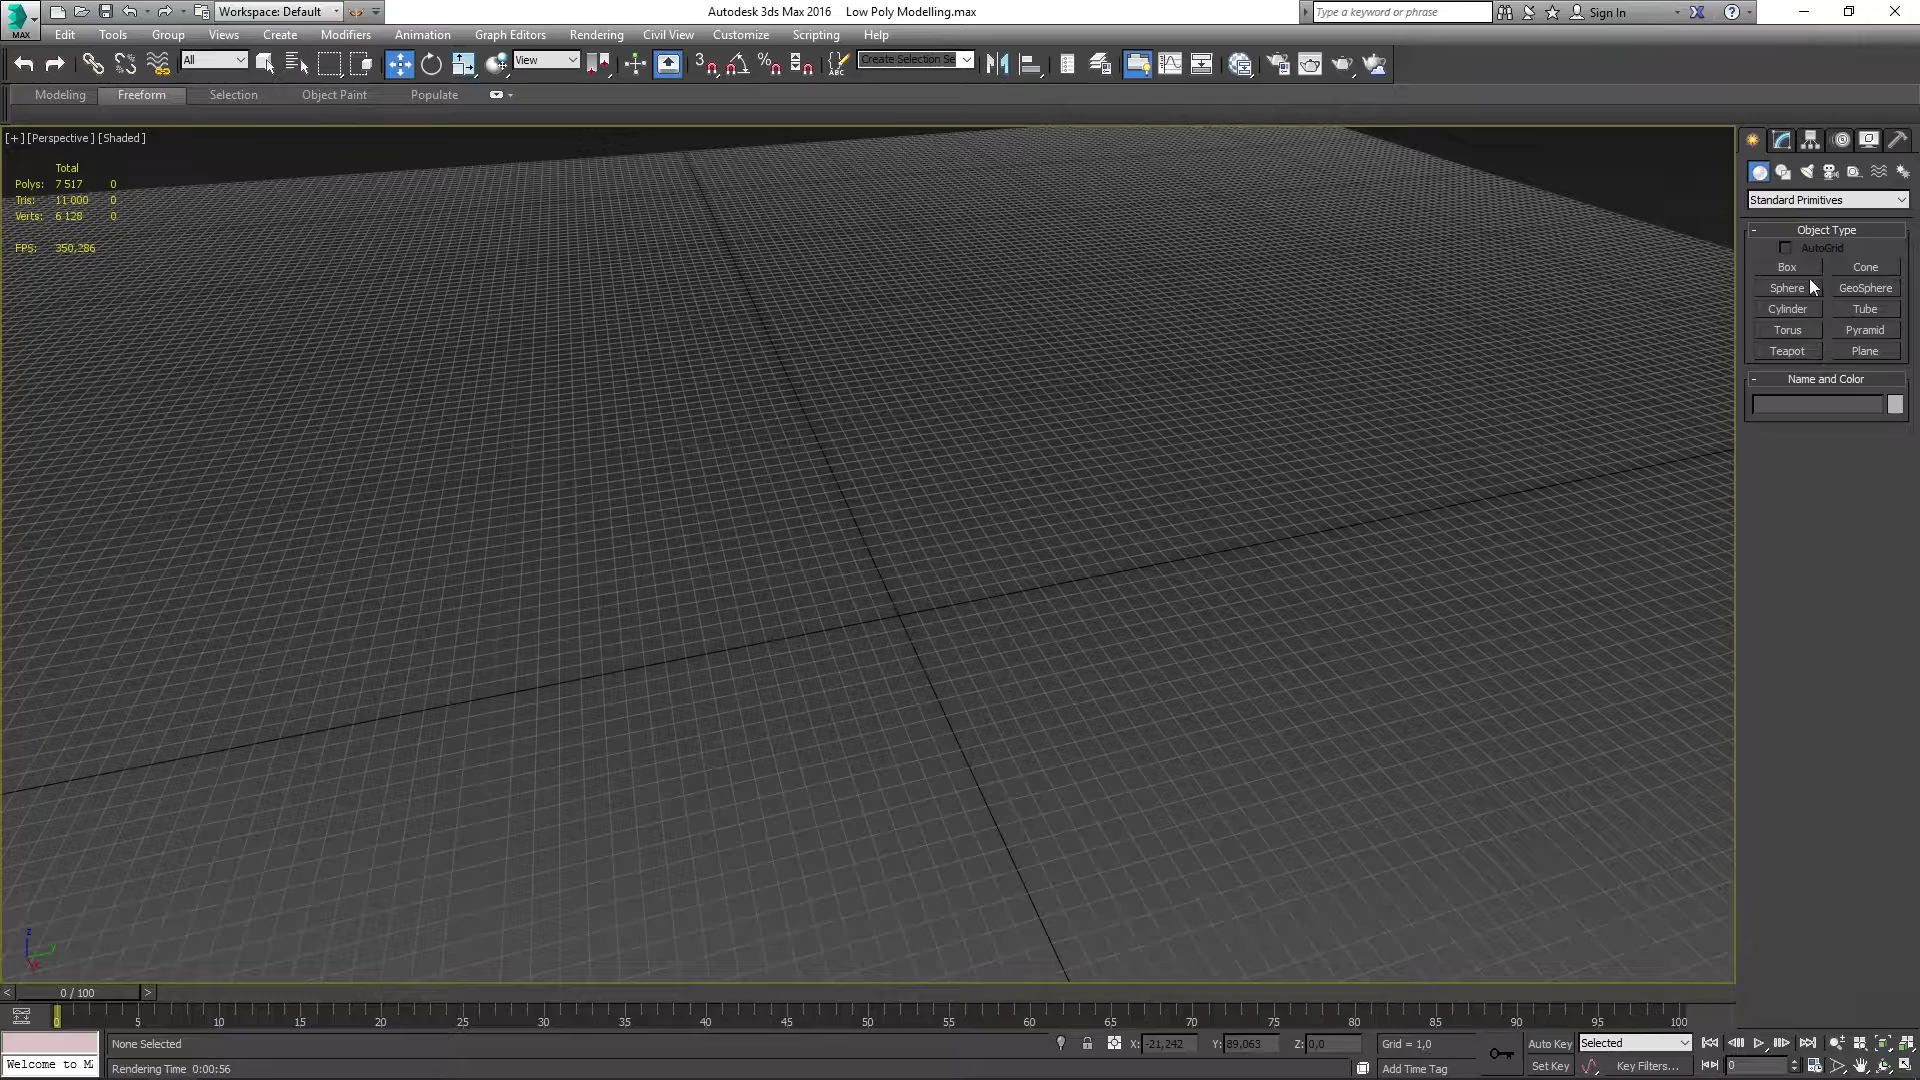 Workspace: Default
Autodesk 3ds Max 2016 Low Poly Modelling.max
Type a keyword or phrase
Sign In
MAX
Edit Tools Group Views Create Modifiers Animation Graph Editors Rendering Civil View Customize Scripting Help
All
View
3
ABC
Create Selection Se
Modeling Freeform Selection Object Paint Populate
[+] [Perspective] [Shaded]
Total
Polys: 7 517 0
Tris: 11 000 0
Verts: 6 128 0
FPS: 350,286
Standard Primitives
- Object Type
AutoGrid
Box Cone
Sphere GeoSphere
Cylinder Tube
Torus Pyramid
Teapot Plane
- Name and Color
z
y
x
< 0 / 100 >
0 5 10 15 20 25 30 35 40 45 50 55 60 65 70 75 80 85 90 95 100
None Selected
X: -21,242 Y: 89,063 Z: 0,0 Grid = 1,0
Auto Key Selected
Welcome to M
Rendering Time 0:00:56
Add Time Tag
Set Key Key Filters...
0